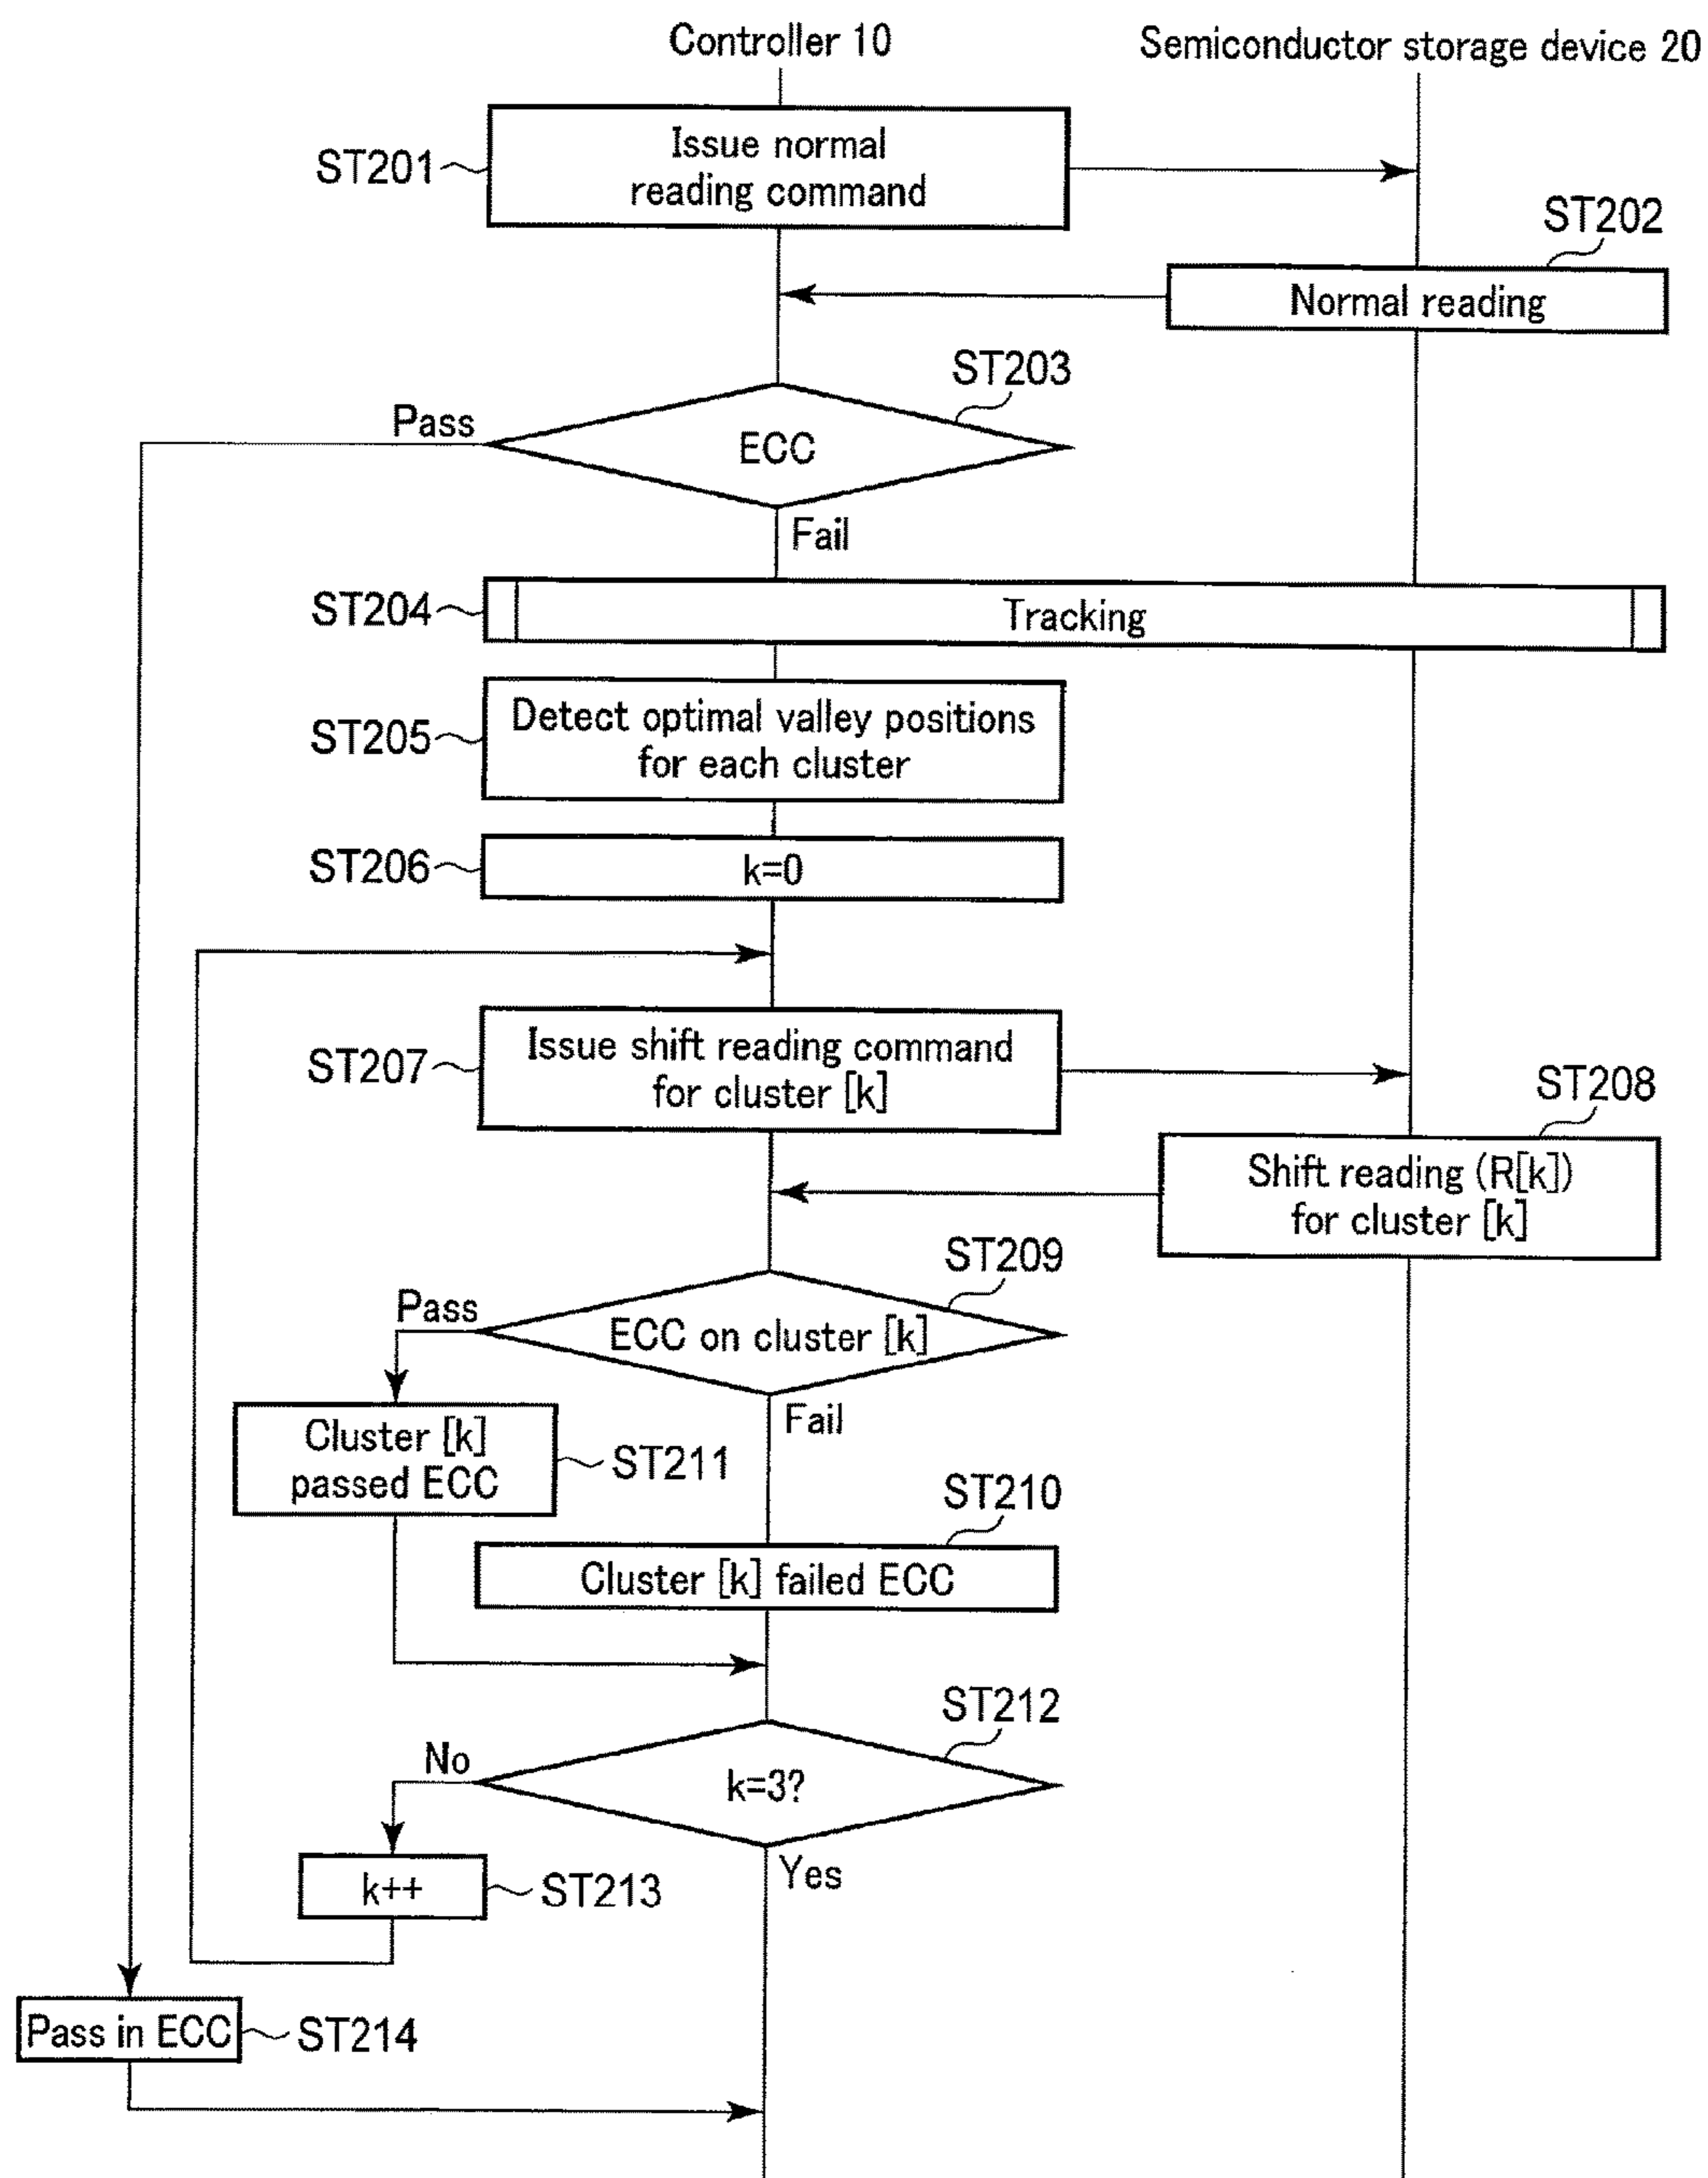 Controller 10
Semiconductor storage device 20
ST201
Issue normal
reading command
ST202
Normal reading
ST203
Pass
ECC
Fail
ST204
Tracking
ST205
Detect optimal valley positions
for each cluster
ST206
k=0
ST207
Issue shift reading command
for cluster [k]
ST208
Shift reading (R[k])
for cluster [k]
ST209
Pass
ECC on cluster [k]
Fail
Cluster [k]
passed ECC
ST211
ST210
Cluster [k] failed ECC
ST212
No
k=3?
Yes
k++
ST213
Pass in ECC
ST214